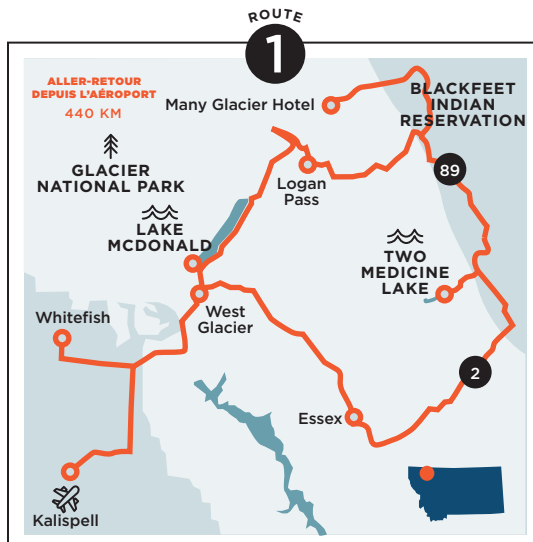 ROUTE
1
ALLER-RETOUR
DEPUIS L'AÉROPORT
440 KM
Many Glacier Hotel
BLACKFEET
INDIAN
RESERVATION
GLACIER
NATIONAL PARK
Logan
Pass
89
LAKE
MCDONALD
TWO
MEDICINE
LAKE
Whitefish
West
Glacier
2
Essex
Kalispell